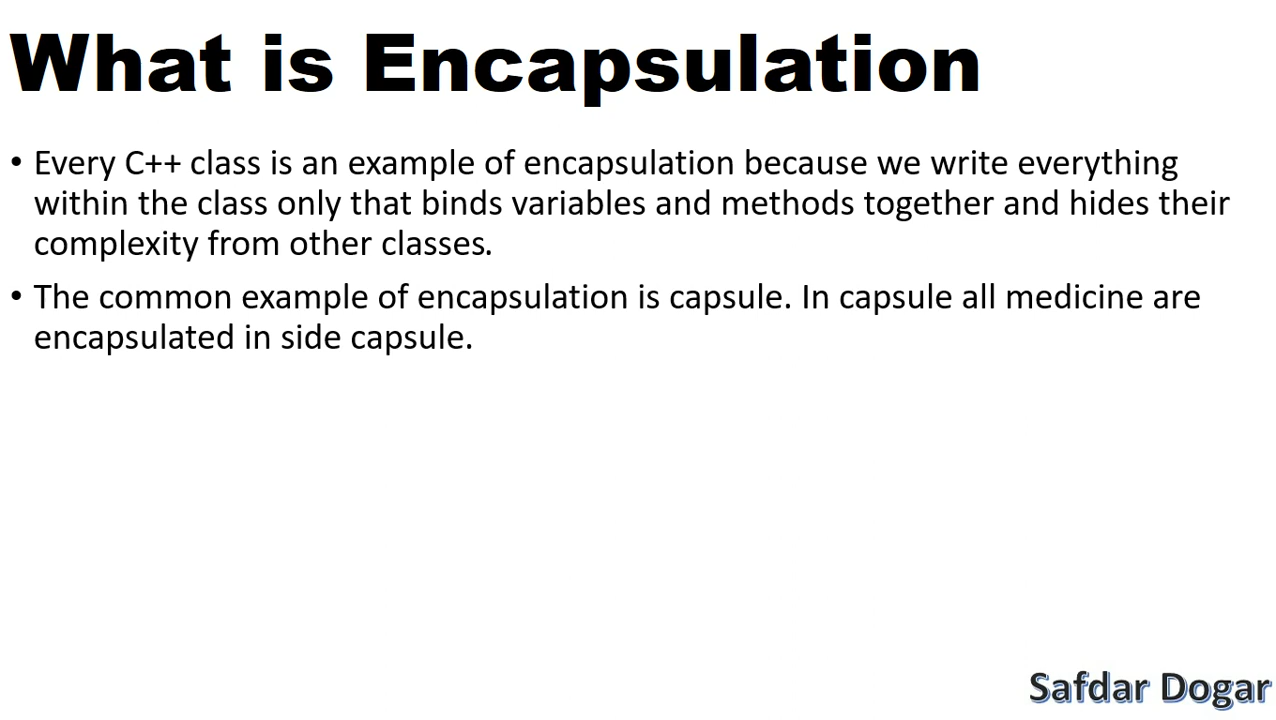 What is Encapsulation
• Every C++ class is an example of encapsulation because we write everything
within the class only that binds variables and methods together and hides their
complexity from other classes.
• The common example of encapsulation is capsule. In capsule all medicine are
encapsulated in side capsule.
Safdar Dogar